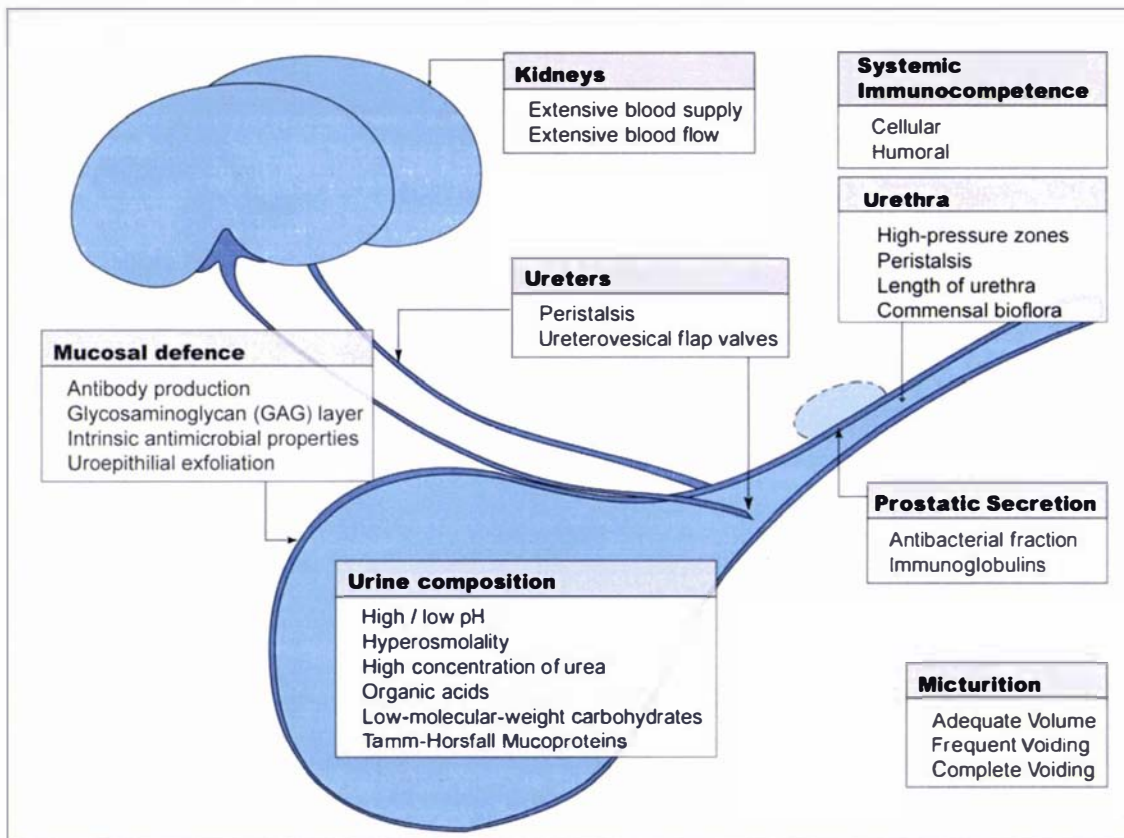 Kidneys
Extensive blood supply
Extensive blood flow
Systemic
Immunocompetence
Cellular
Humoral
Urethra
High-pressure zones
Peristalsis
Length of urethra
Commensal bioflora
Ureters
Peristalsis
Ureterovesical flap valves
Mucosal defence
Antibody production
Glycosaminoglycan (GAG) layer
Intrinsic antimicrobial properties
Uroepithilial exfoliation
Prostatic Secretion
Antibacterial fraction
Immunoglobulins
Urine composition
High / low pH
Hyperosmolality
High concentration of urea
Organic acids
Low-molecular-weight carbohydrates
Tamm-Horsfall Mucoproteins
Micturition
Adequate Volume
Frequent Voiding
Complete Voiding